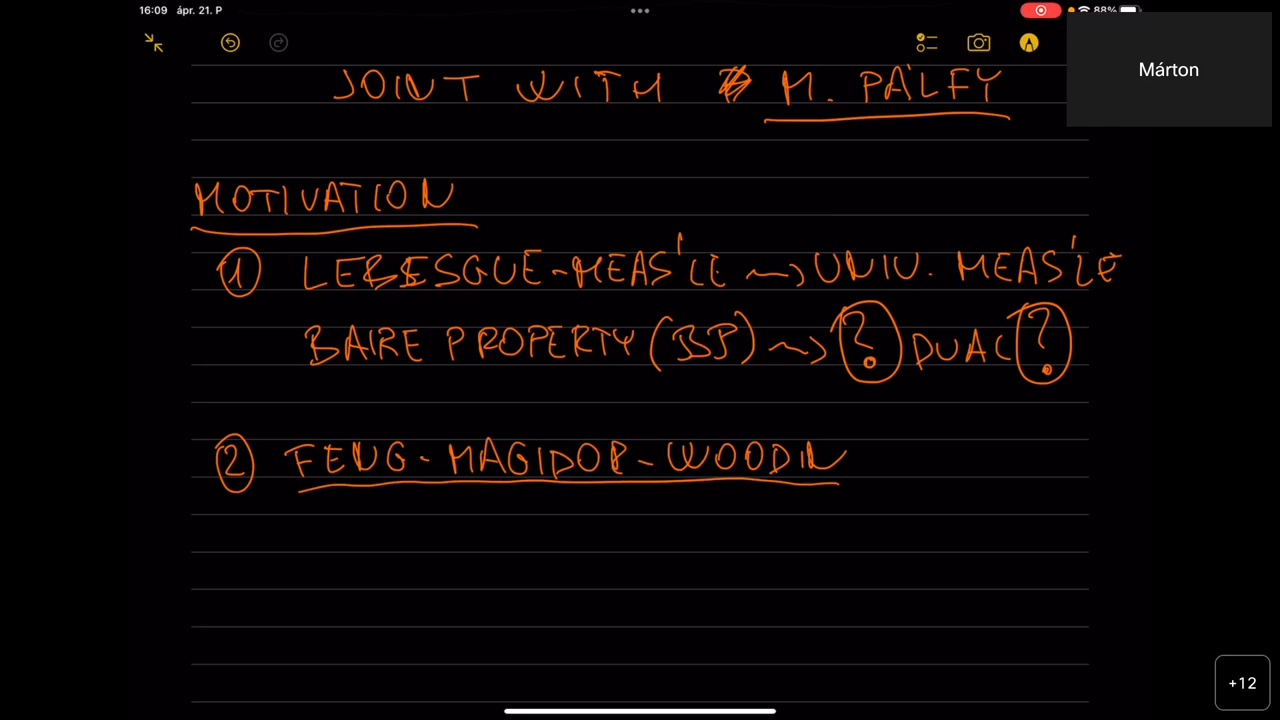 16:09 ápr. 21. P
88%
Márton
JOINT WITH M. PÁLFY
MOTIVATION
① LEBESGUE-MEAS'LE ⇝ UNIV. MEAS'LE
BAIRE PROPERTY (BP) ⇝ ? DUAL ?
② FENG-MAGIDOR-WOODIN
+12